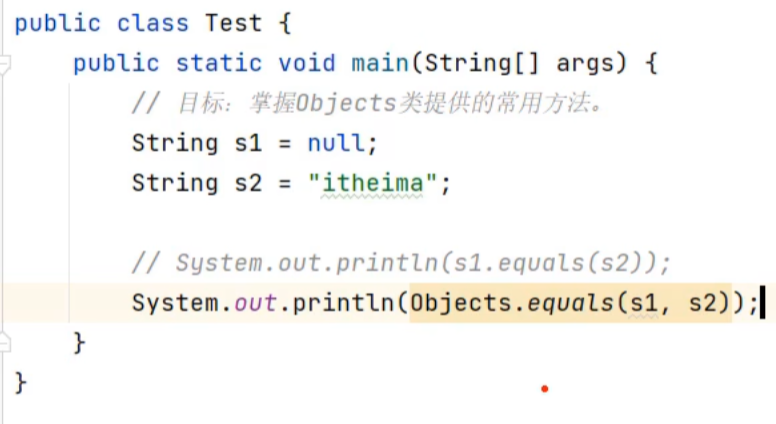 public class Test {
public static void main(String[] args) {
// 目标：掌握Objects类提供的常用方法。
String s1 = null;
String s2 = "itheima";
// System.out.println(s1.equals(s2));
System.out.println(Objects.equals(s1, s2));
}
}